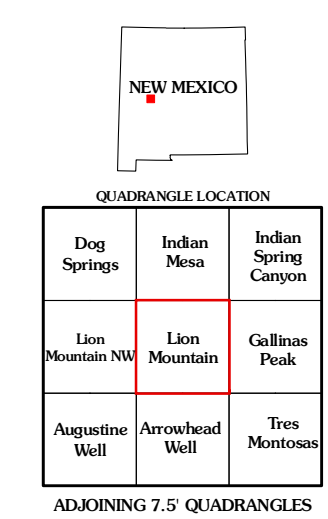 NEW MEXICO
QUADRANGLE LOCATION
Dog
Springs
Indian
Mesa
Indian
Spring
Canyon
Lion
Mountain NW
Lion
Mountain
Gallinas
Peak
Augustine
Well
Arrowhead
Well
Tres
Montosas
ADJOINING 7.5' QUADRANGLES